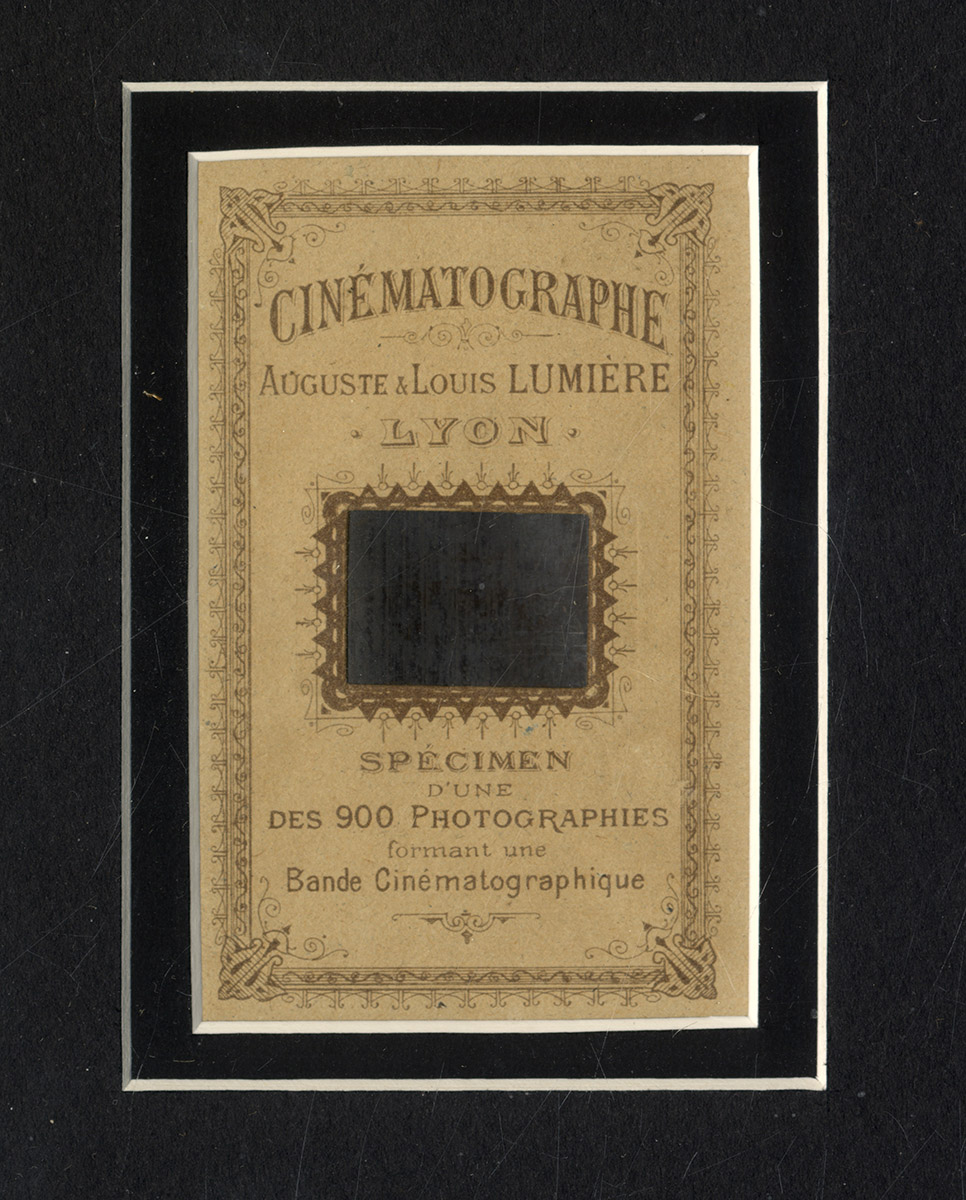 CINÉMATOGRAPHE
AUGUSTE & LOUIS LUMIÈRE
· LYON ·
SPÉCIMEN
D'UNE
DES 900 PHOTOGRAPHIES
formant une
Bande Cinématographique